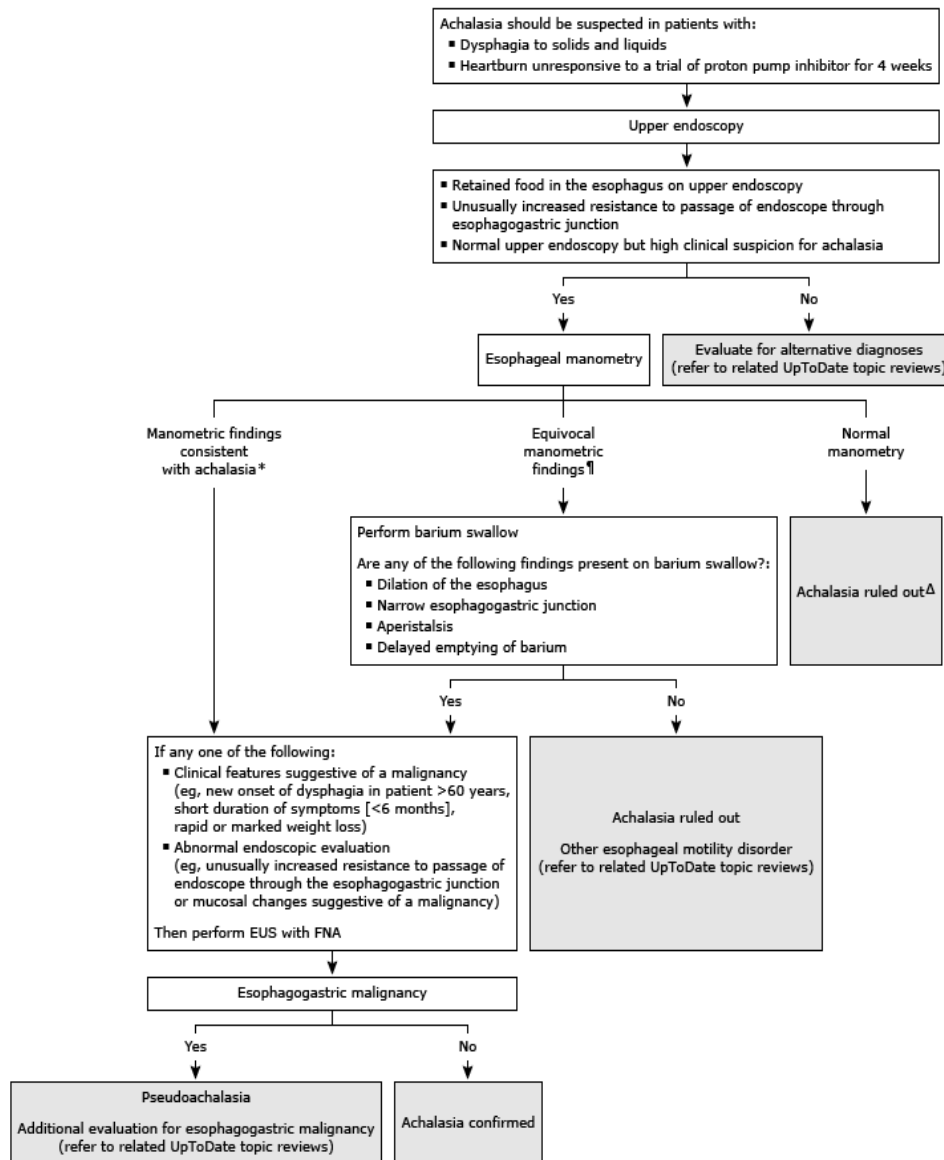 Achalasia should be suspected in patients with:
▪ Dysphagia to solids and liquids
▪ Heartburn unresponsive to a trial of proton pump inhibitor for 4 weeks
Upper endoscopy
▪ Retained food in the esophagus on upper endoscopy
▪ Unusually increased resistance to passage of endoscope through
esophagogastric junction
▪ Normal upper endoscopy but high clinical suspicion for achalasia
Yes
No
Esophageal manometry
Evaluate for alternative diagnoses
(refer to related UpToDate topic reviews)
Manometric findings
consistent
with achalasia*
Equivocal
manometric
findings¶
Normal
manometry
Perform barium swallow
Are any of the following findings present on barium swallow?:
▪ Dilation of the esophagus
▪ Narrow esophagogastric junction
▪ Aperistalsis
▪ Delayed emptying of barium
Achalasia ruled outΔ
Yes
No
If any one of the following:
▪ Clinical features suggestive of a malignancy
(eg, new onset of dysphagia in patient >60 years,
short duration of symptoms [<6 months],
rapid or marked weight loss)
▪ Abnormal endoscopic evaluation
(eg, unusually increased resistance to passage of
endoscope through the esophagogastric junction
or mucosal changes suggestive of a malignancy)
Then perform EUS with FNA
Achalasia ruled out
Other esophageal motility disorder
(refer to related UpToDate topic reviews)
Esophagogastric malignancy
Yes
No
Pseudoachalasia
Additional evaluation for esophagogastric malignancy
(refer to related UpToDate topic reviews)
Achalasia confirmed